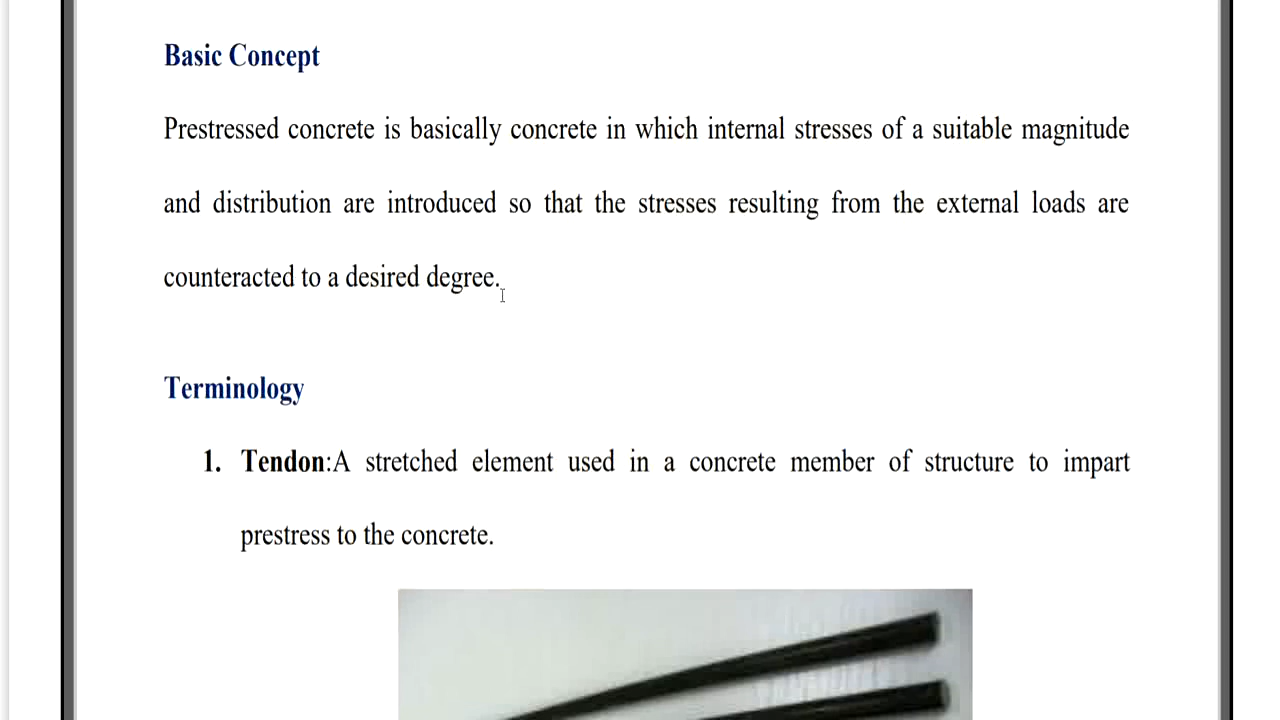 Basic Concept
Prestressed concrete is basically concrete in which internal stresses of a suitable magnitude
and distribution are introduced so that the stresses resulting from the external loads are
counteracted to a desired degree.
Terminology
1. Tendon:A stretched element used in a concrete member of structure to impart
prestress to the concrete.